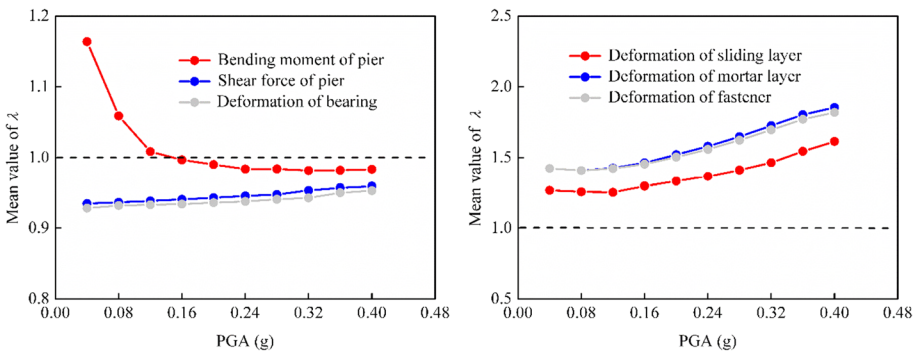 1.2
1.1
1.0
0.9
0.8
Mean value of λ
Bending moment of pier
Shear force of pier
Deformation of bearing
0.00 0.08 0.16 0.24 0.32 0.40 0.48
PGA (g)
2.5
2.0
1.5
1.0
0.5
Mean value of λ
Deformation of sliding layer
Deformation of mortar layer
Deformation of fastener
0.00 0.08 0.16 0.24 0.32 0.40 0.48
PGA (g)